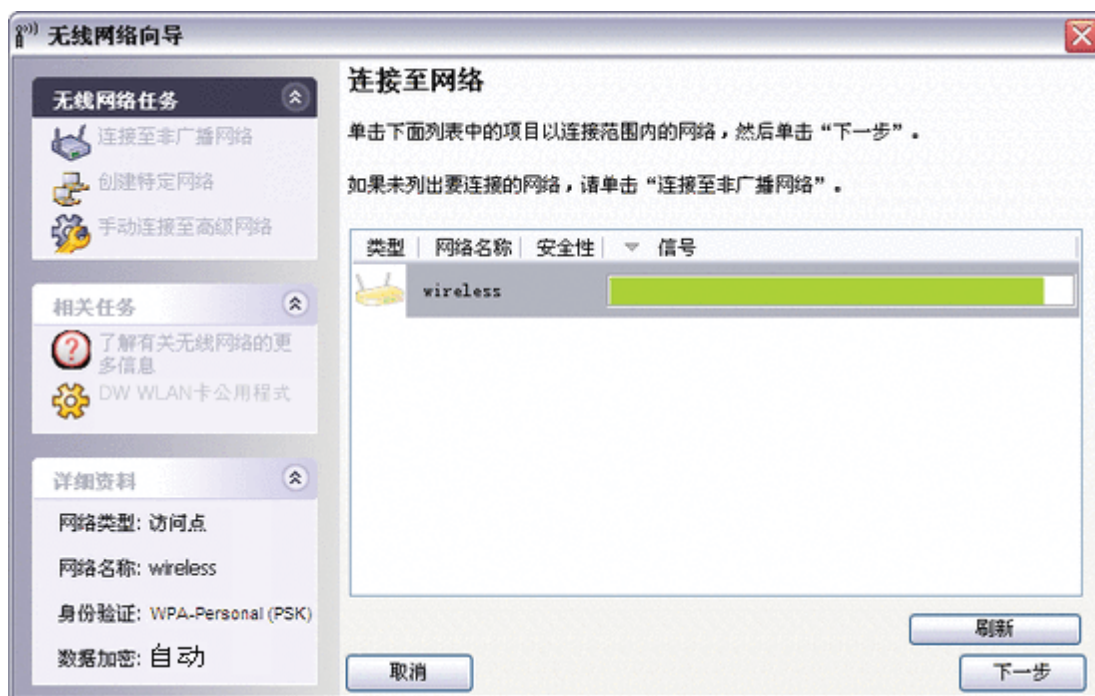 无线网络向导
无线网络任务
连接至非广播网络
创建特定网络
手动连接至高级网络
相关任务
了解有关无线网络的更
多信息
DW WLAN卡公用程式
详细资料
网络类型: 访问点
网络名称: wireless
身份验证: WPA-Personal (PSK)
数据加密: 自动
连接至网络
单击下面列表中的项目以连接范围内的网络，然后单击“下一步”。
如果未列出要连接的网络，请单击“连接至非广播网络”。
类型 网络名称 安全性 信号
wireless
刷新
取消 下一步